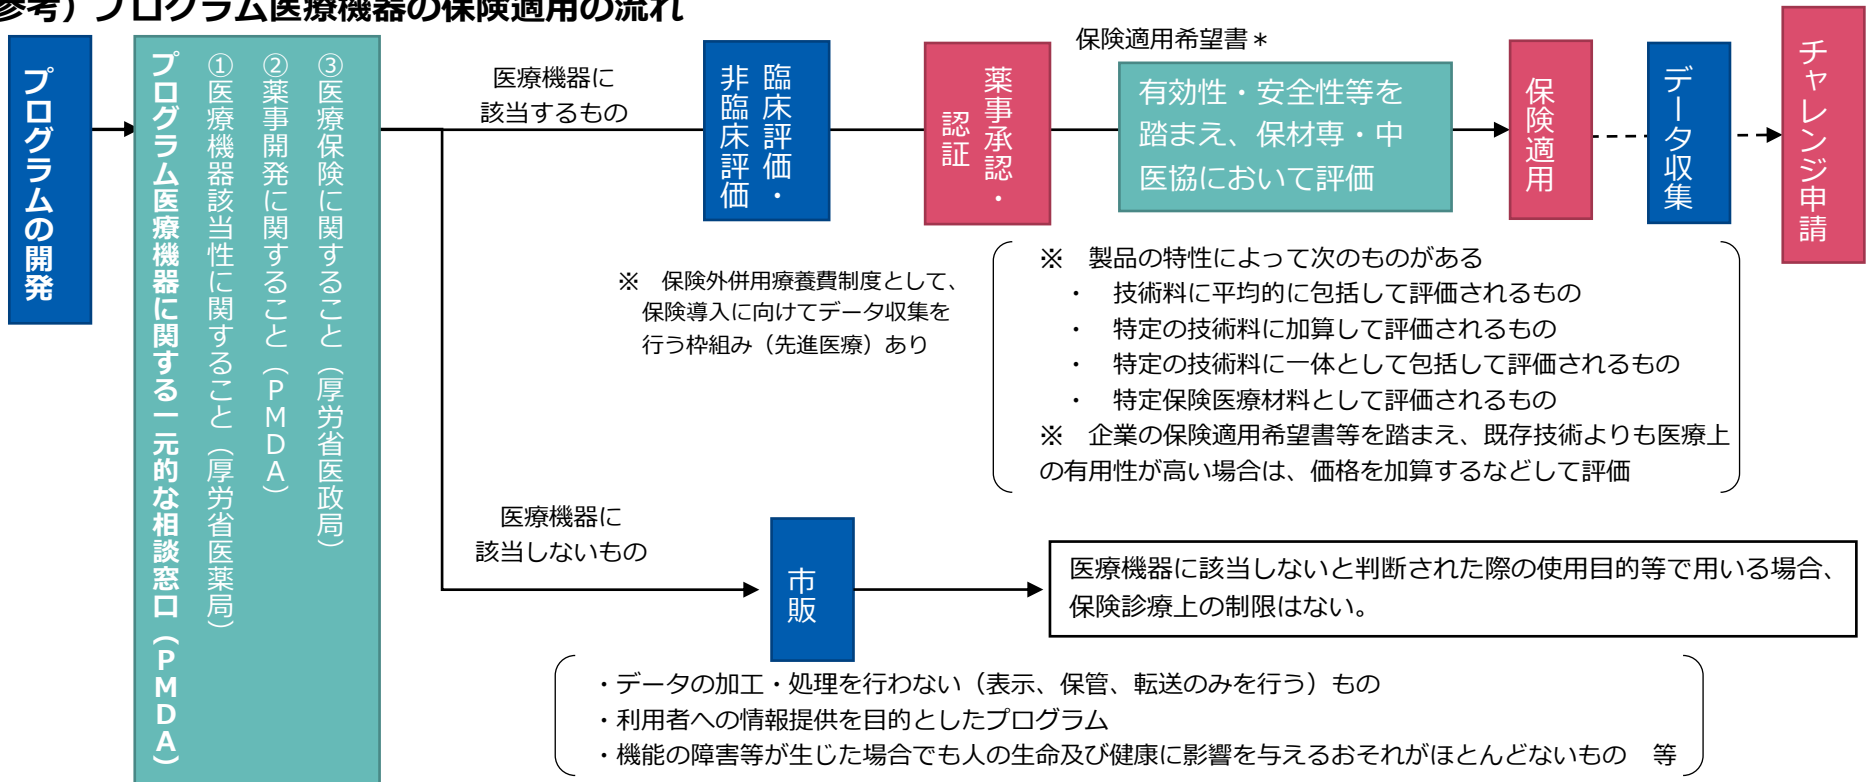 参考）プログラム医療機器の保険適用の流れ
プログラムの開発
プログラム医療機器に関する一元的な相談窓口（ＰＭＤＡ）
①医療機器該当性に関すること（厚労省医薬局）
②薬事開発に関すること（ＰＭＤＡ）
③医療保険に関すること（厚労省医政局）
医療機器に
該当するもの
臨床評価・
非臨床評価
薬事承認・
認証
保険適用希望書＊
有効性・安全性等を
踏まえ、保材専・中
医協において評価
保険適用
データ収集
チャレンジ申請
※　保険外併用療養費制度として、
保険導入に向けてデータ収集を
行う枠組み（先進医療）あり
※　製品の特性によって次のものがある
・　技術料に平均的に包括して評価されるもの
・　特定の技術料に加算して評価されるもの
・　特定の技術料に一体として包括して評価されるもの
・　特定保険医療材料として評価されるもの
※　企業の保険適用希望書等を踏まえ、既存技術よりも医療上
の有用性が高い場合は、価格を加算するなどして評価
医療機器に
該当しないもの
市販
医療機器に該当しないと判断された際の使用目的等で用いる場合、
保険診療上の制限はない。
・データの加工・処理を行わない（表示、保管、転送のみを行う）もの
・利用者への情報提供を目的としたプログラム
・機能の障害等が生じた場合でも人の生命及び健康に影響を与えるおそれがほとんどないもの　等